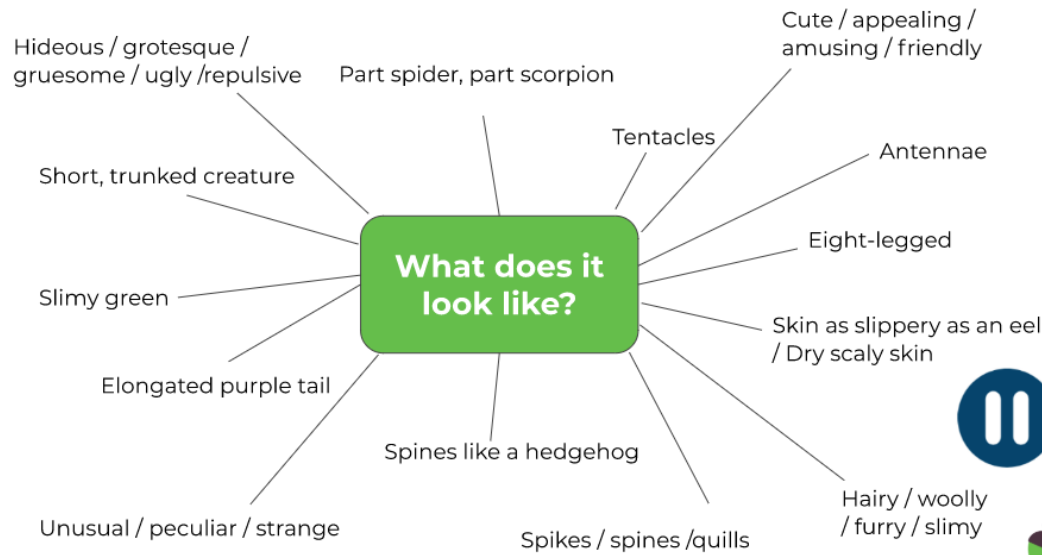 Cute / appealing /
amusing / friendly
Hideous / grotesque /
gruesome / ugly /repulsive
Part spider, part scorpion
Tentacles
Antennae
Short, trunked creature
Eight-legged
What does it
look like?
Slimy green
Skin as slippery as an eel
/ Dry scaly skin
Elongated purple tail
Spines like a hedgehog
Hairy / woolly
/ furry / slimy
Unusual / peculiar / strange
Spikes / spines /quills